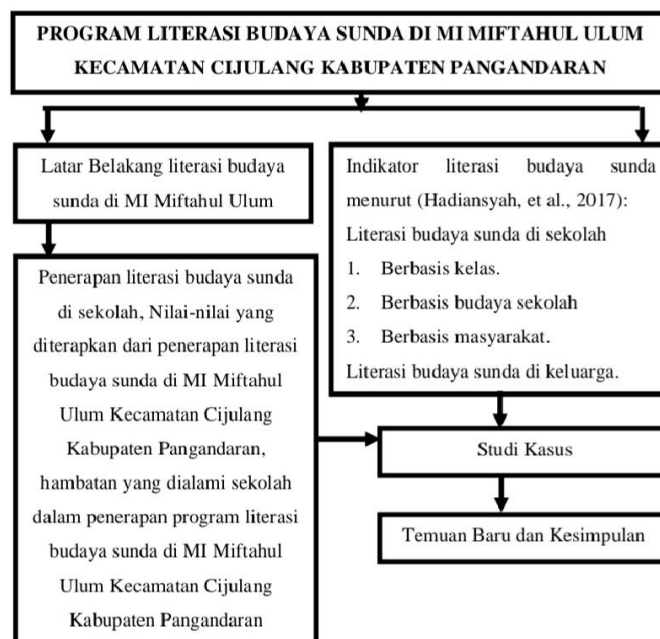 PROGRAM LITERASI BUDAYA SUNDA DI MI MIFTAHUL ULUM
KECAMATAN CIJULANG KABUPATEN PANGANDARAN
Latar Belakang literasi budaya
sunda di MI Miftahul Ulum
Indikator literasi budaya sunda
menurut (Hadiansyah, et al., 2017):
Literasi budaya sunda di sekolah
1. Berbasis kelas.
2. Berbasis budaya sekolah
3. Berbasis masyarakat.
Literasi budaya sunda di keluarga.
Penerapan literasi budaya sunda
di sekolah, Nilai-nilai yang
diterapkan dari penerapan literasi
budaya sunda di MI Miftahul
Ulum Kecamatan Cijulang
Kabupaten Pangandaran,
hambatan yang dialami sekolah
dalam penerapan program literasi
budaya sunda di MI Miftahul
Ulum Kecamatan Cijulang
Kabupaten Pangandaran
Studi Kasus
Temuan Baru dan Kesimpulan